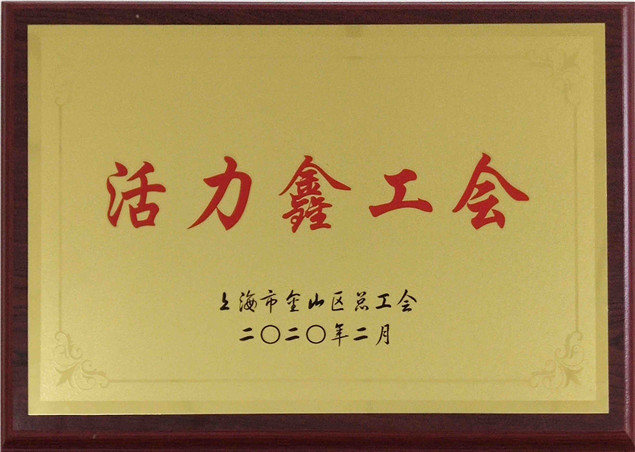 活力鑫工会
上海市金山区总工会
二〇二〇年二月